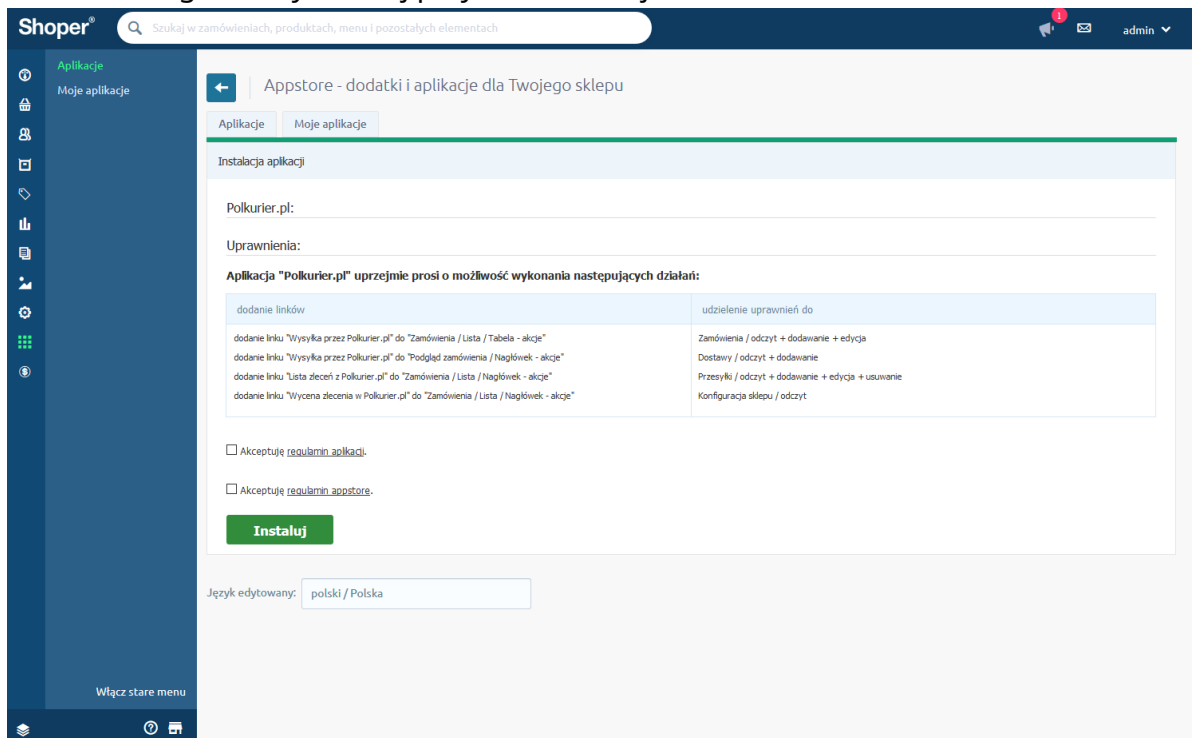 Shoper®
Szukaj w zamówieniach, produktach, menu i pozostałych elementach
1
admin
Aplikacje
Moje aplikacje
Appstore - dodatki i aplikacje dla Twojego sklepu
Aplikacje
Moje aplikacje
Instalacja aplikacji
Polkurier.pl:
Uprawnienia:
Aplikacja "Polkurier.pl" uprzejmie prosi o możliwość wykonania następujących działań:
dodanie linków
udzielenie uprawnień do
dodanie linku "Wysyłka przez Polkurier.pl" do "Zamówienia / Lista / Tabela - akcje"
Zamówienia / odczyt + dodawanie + edycja
dodanie linku "Wysyłka przez Polkurier.pl" do "Podgląd zamówienia / Nagłówek - akcje"
Dostawy / odczyt + dodawanie
dodanie linku "Lista zleceń z Polkurier.pl" do "Zamówienia / Lista / Nagłówek - akcje"
Przesyłki / odczyt + dodawanie + edycja + usuwanie
dodanie linku "Wycena zlecenia w Polkurier.pl" do "Zamówienia / Lista / Nagłówek - akcje"
Konfiguracja sklepu / odczyt
Akceptuję regulamin aplikacji.
Akceptuję regulamin appstore.
Instaluj
Język edytowany:
polski / Polska
Włącz stare menu